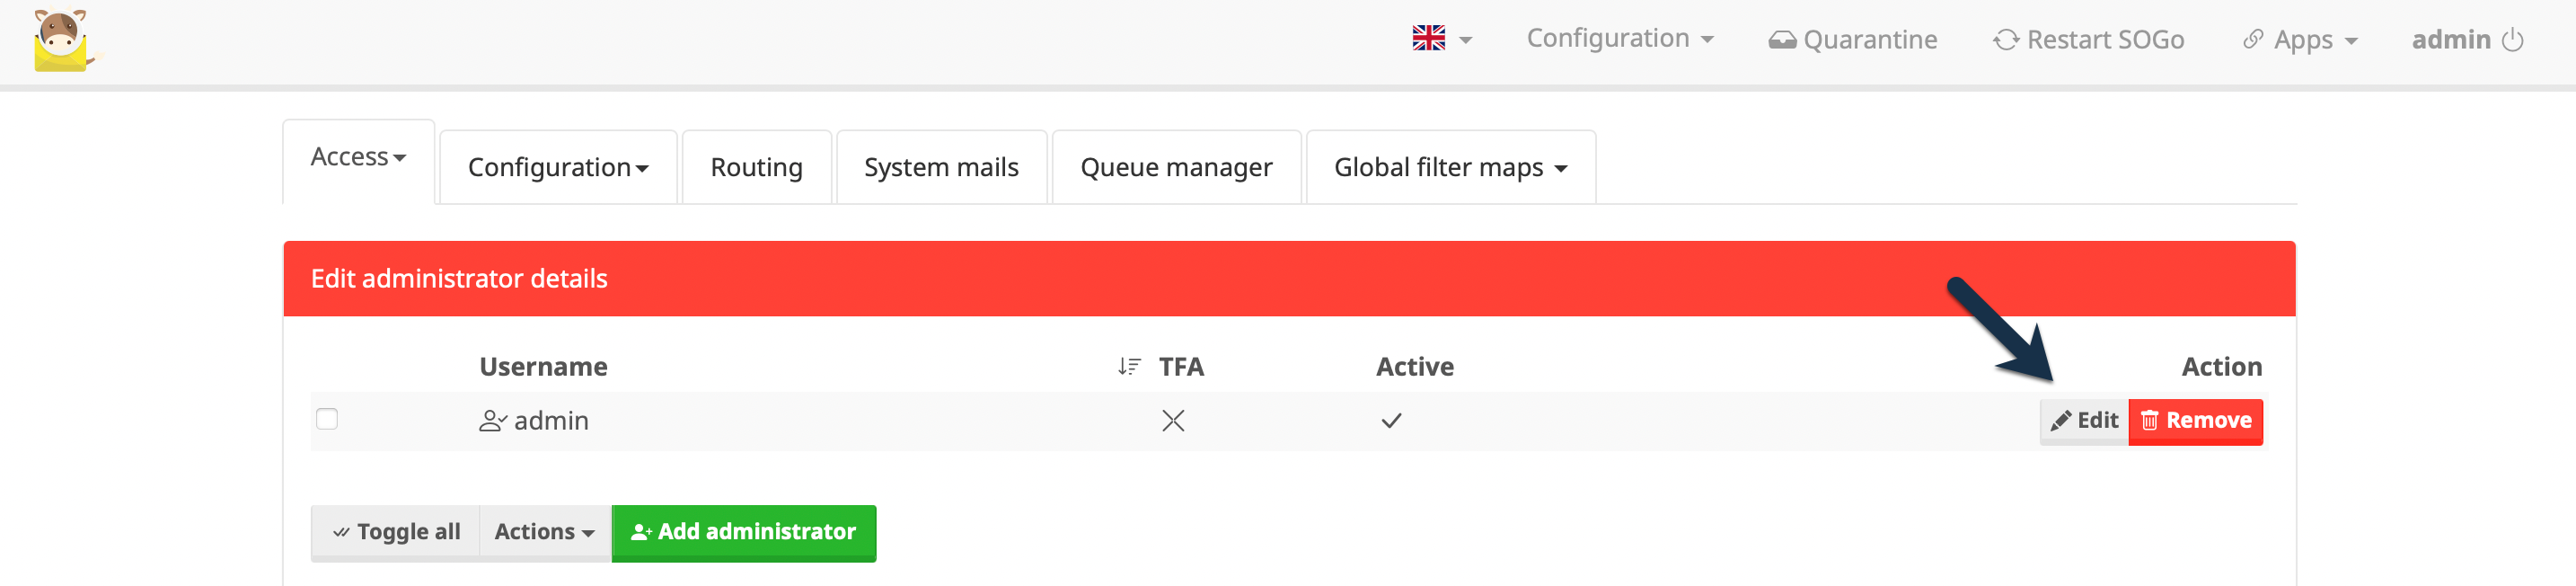 Configuration Quarantine Restart SOGo Apps admin
Access Configuration Routing System mails Queue manager Global filter maps
Edit administrator details
Username TFA Active Action
admin Edit Remove
Toggle all Actions Add administrator